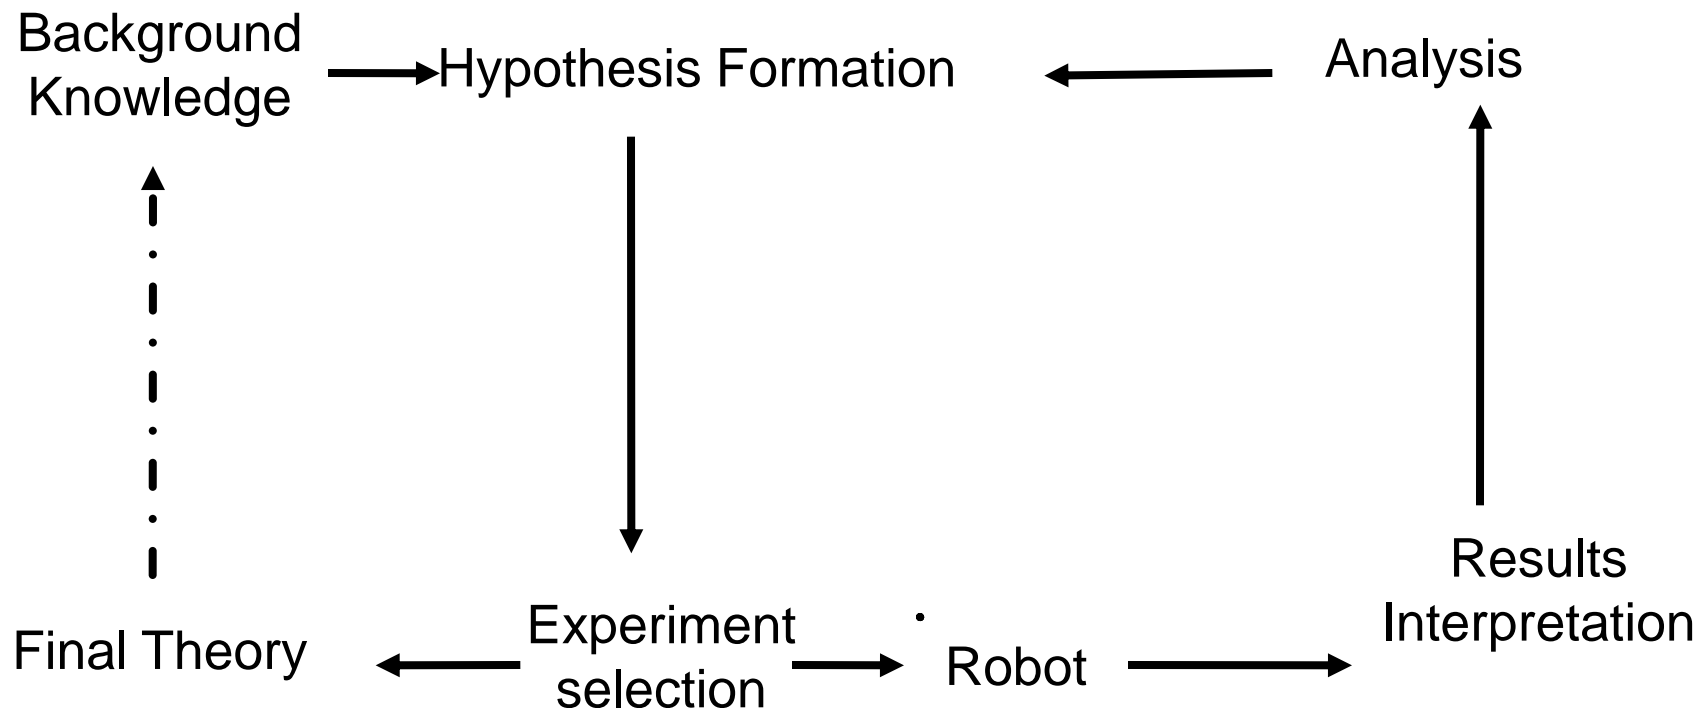 Background
Knowledge
Hypothesis Formation
Analysis
Final Theory
Experiment
selection
Robot
Results
Interpretation